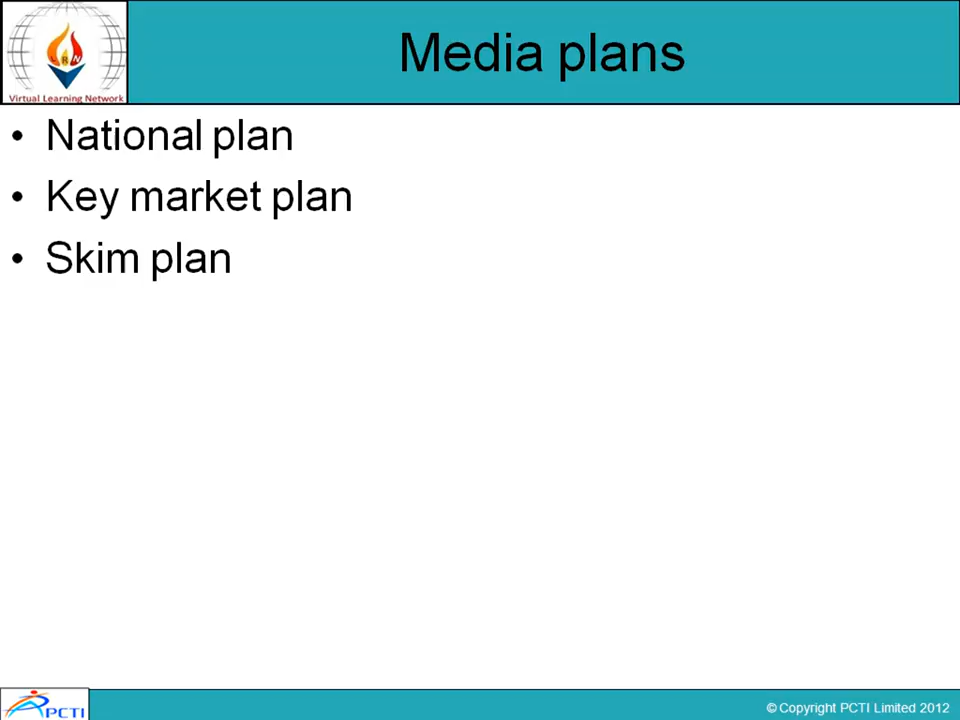 Media plans
Virtual Learning Network
• National plan
• Key market plan
• Skim plan
PCTI
© Copyright PCTI Limited 2012